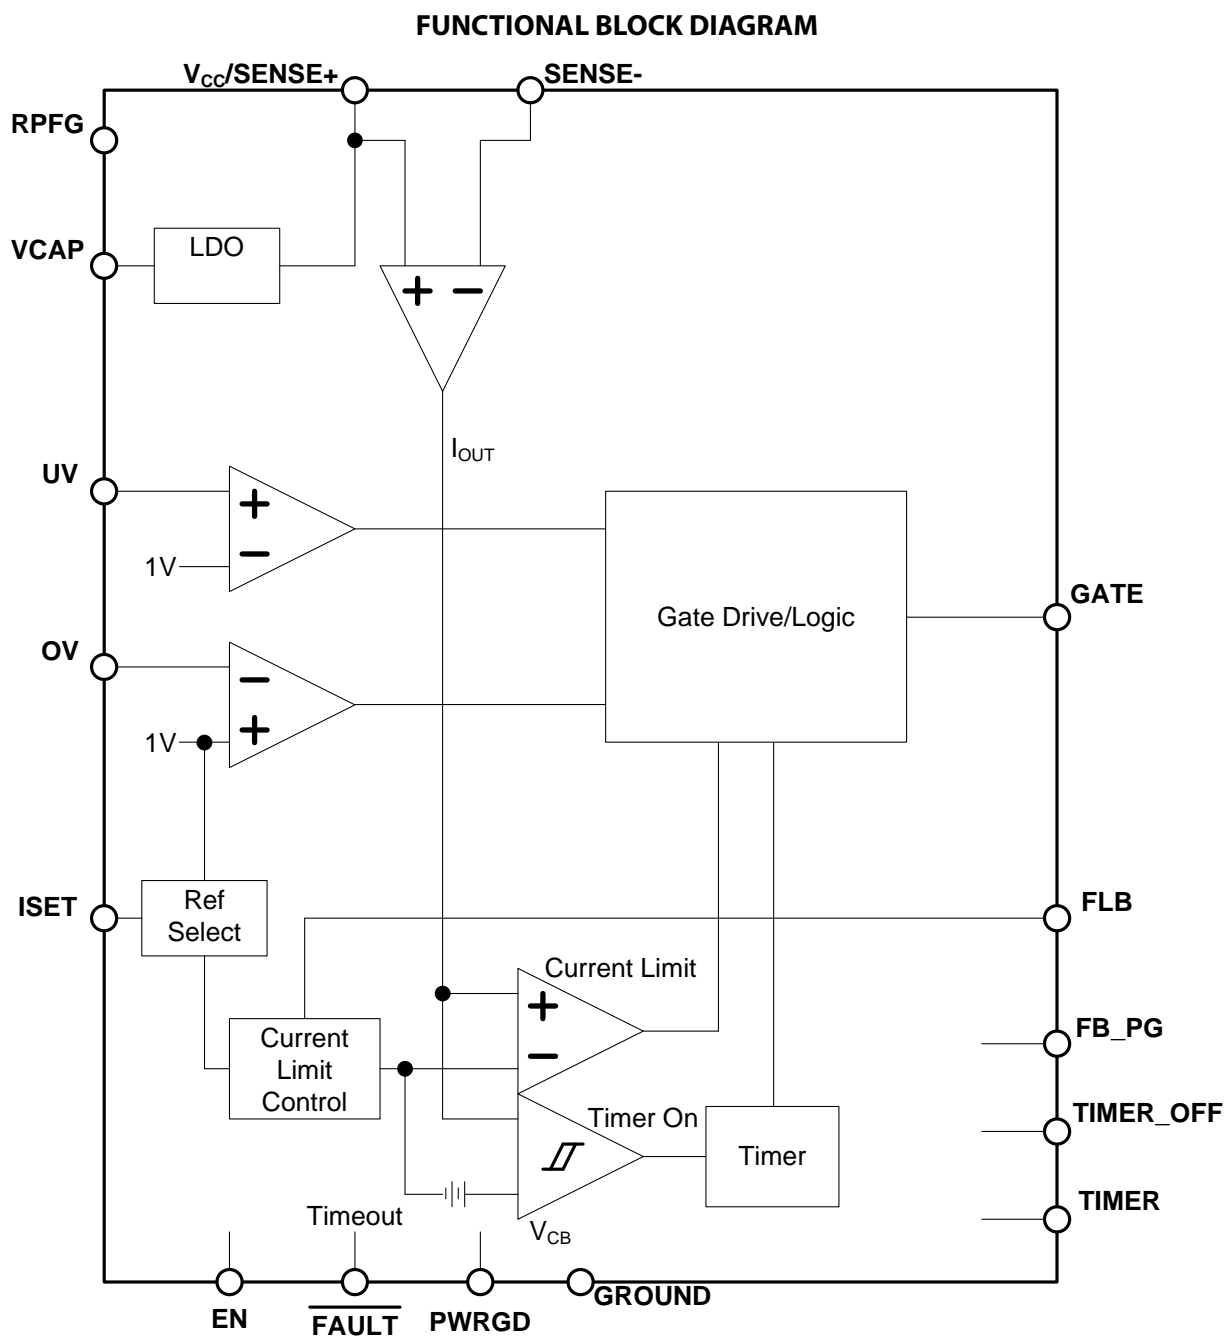 FUNCTIONAL BLOCK DIAGRAM
VCC/SENSE+
SENSE-
RPFG
VCAP
LDO
+ −
IOUT
UV
+
−
1V
Gate Drive/Logic
GATE
OV
−
+
1V
ISET
Ref
Select
FLB
Current Limit
+
−
Current
Limit
Control
FB_PG
Timer On
Timer
TIMER_OFF
TIMER
Timeout
VCB
EN
FAULT
PWRGD
GROUND